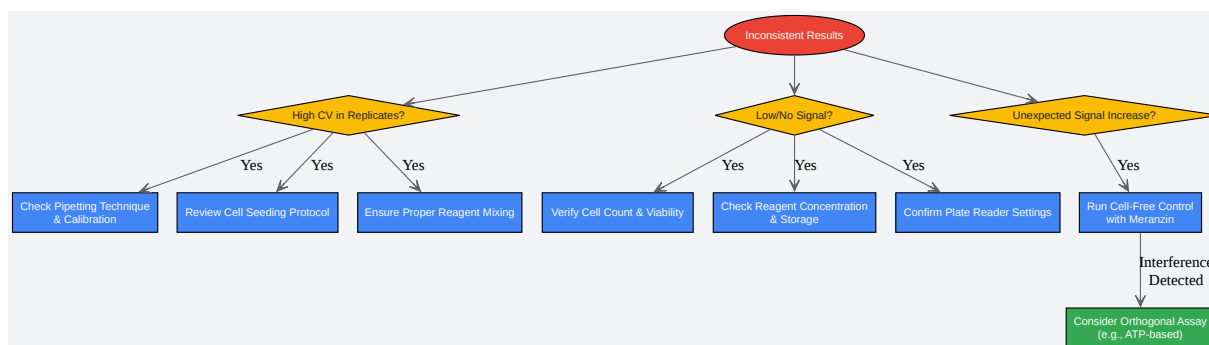 Inconsistent Results
High CV in Replicates?
Low/No Signal?
Unexpected Signal Increase?
Yes
Yes
Yes
Yes
Yes
Yes
Yes
Check Pipetting Technique
& Calibration
Review Cell Seeding Protocol
Ensure Proper Reagent Mixing
Verify Cell Count & Viability
Check Reagent Concentration
& Storage
Confirm Plate Reader Settings
Run Cell-Free Control
with Meranzin
Interference
Detected
Consider Orthogonal Assay
(e.g., ATP-based)